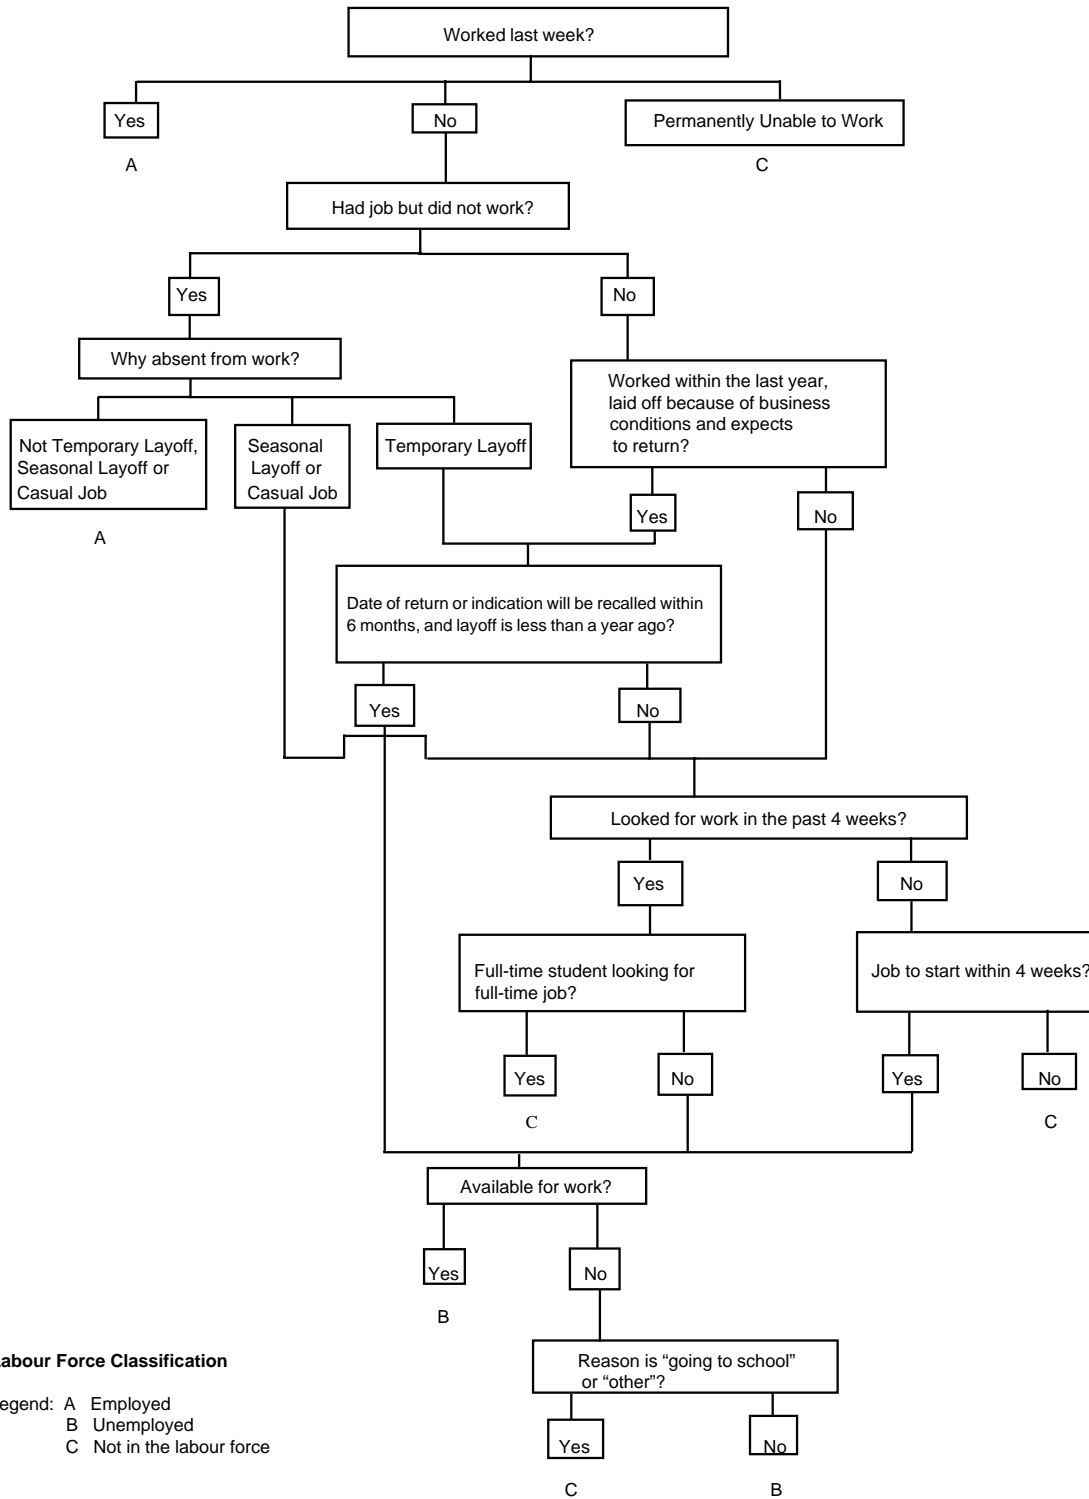 Worked last week?
Yes
No
Permanently Unable to Work
A
C
Had job but did not work?
Yes
No
Why absent from work?
Worked within the last year,
laid off because of business
conditions and expects
to return?
Not Temporary Layoff,
Seasonal Layoff or
Casual Job
Seasonal
Layoff or
Casual Job
Temporary Layoff
A
Yes
No
Date of return or indication will be recalled within
6 months, and layoff is less than a year ago?
Yes
No
Looked for work in the past 4 weeks?
Yes
No
Full-time student looking for
full-time job?
Job to start within 4 weeks?
Yes
No
Yes
No
C
C
Available for work?
Yes
No
B
Reason is “going to school”
or “other”?
Yes
No
C
B
abour Force Classification
egend: A Employed
B Unemployed
C Not in the labour force